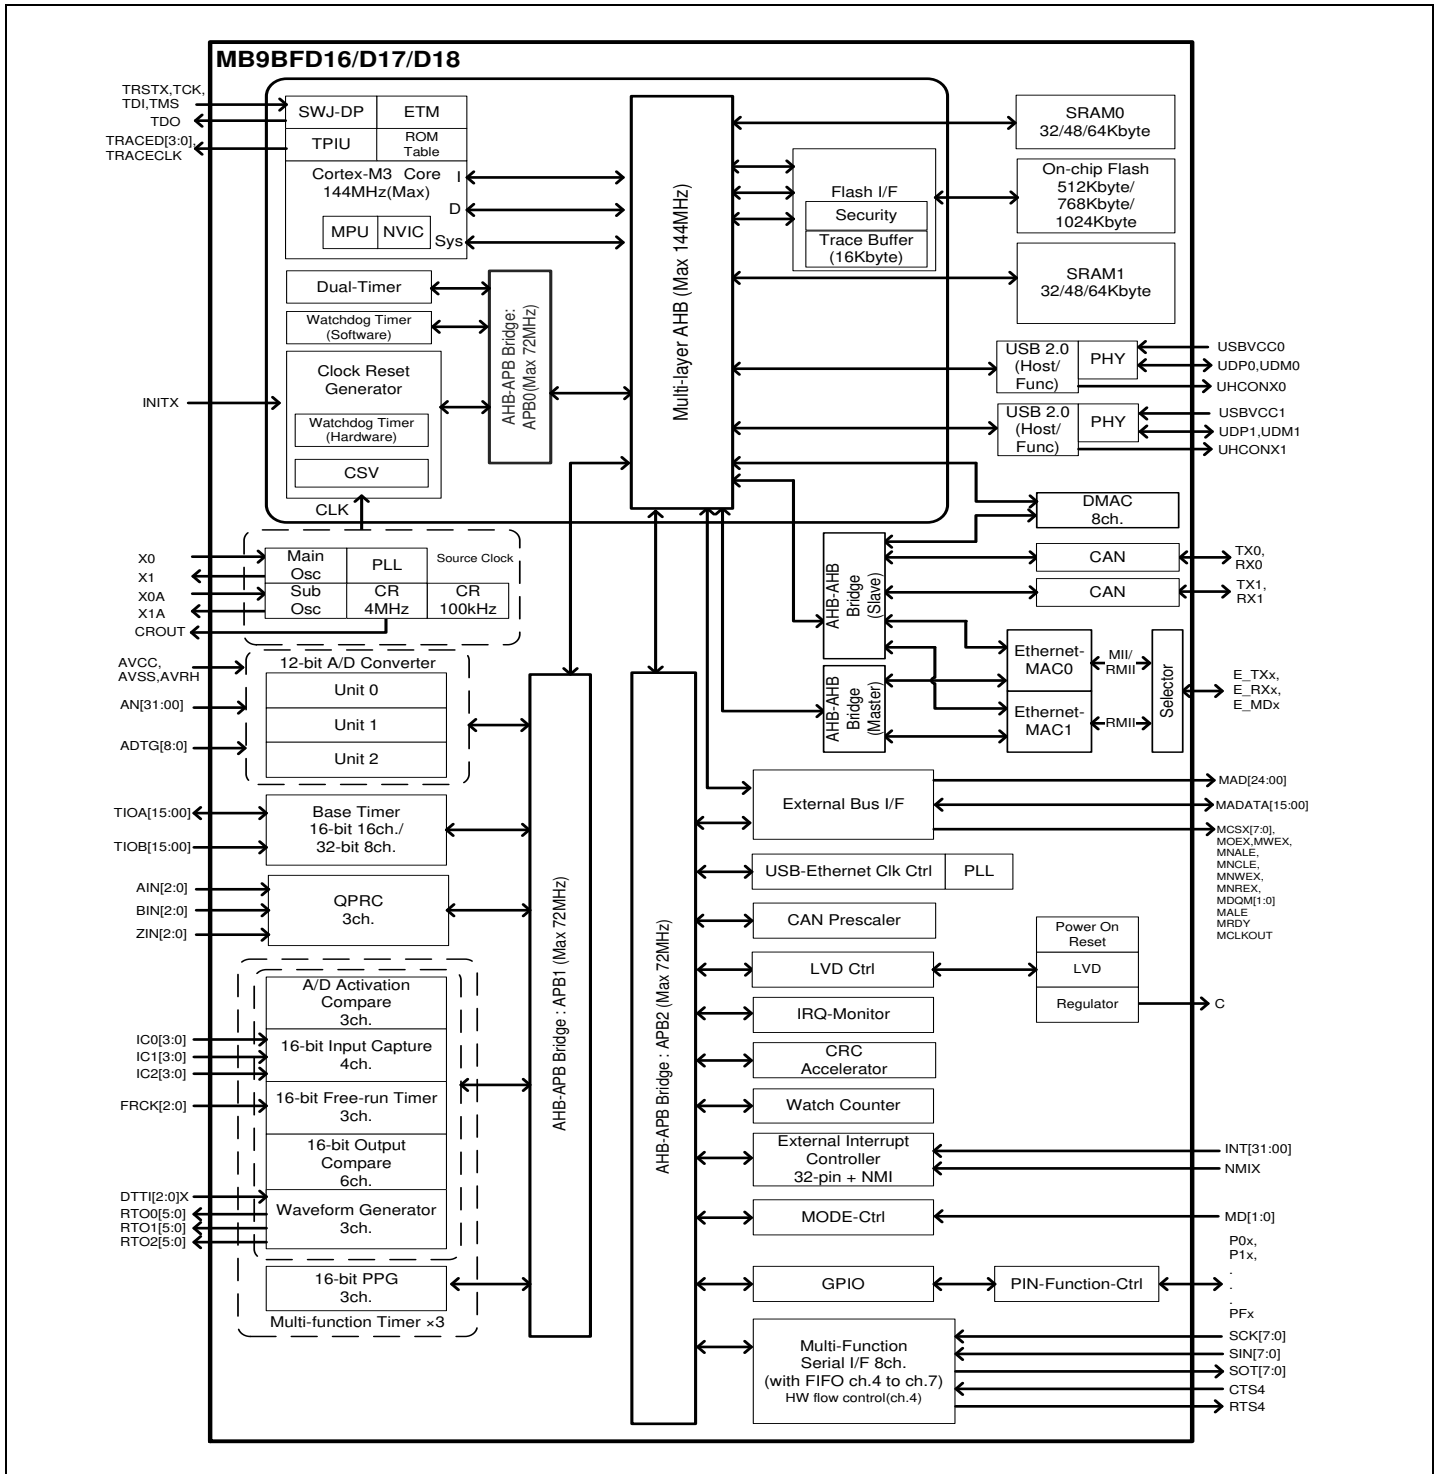 MB9BFD16/D17/D18
TRSTX,TCK,
TDI,TMS
TDO
TRACED[3:0],
TRACECLK
SWJ-DP
ETM
TPIU
ROM
Table
Cortex-M3 Core
144MHz(Max)
I
D
Sys
MPU
NVIC
Dual-Timer
Watchdog Timer
(Software)
Clock Reset
Generator
Watchdog Timer
(Hardware)
CSV
CLK
INITX
AHB-APB Bridge:
APB0(Max 72MHz)
Multi-layer AHB (Max 144MHz)
Flash I/F
Security
Trace Buffer
(16Kbyte)
SRAM0
32/48/64Kbyte
On-chip Flash
512Kbyte/
768Kbyte/
1024Kbyte
SRAM1
32/48/64Kbyte
USB 2.0
(Host/
Func)
PHY
USBVCC0
UDP0,UDM0
UHCONX0
USB 2.0
(Host/
Func)
PHY
USBVCC1
UDP1,UDM1
UHCONX1
DMAC
8ch.
CAN
TX0,
RX0
CAN
TX1,
RX1
AHB-AHB
Bridge
(Slave)
AHB-AHB
Bridge
(Master)
Ethernet-
MAC0
MII/
RMII
Ethernet-
MAC1
RMII
Selector
E_TXx,
E_RXx,
E_MDx
X0
X1
X0A
X1A
CROUT
Main
Osc
PLL
Source Clock
Sub
Osc
CR
4MHz
CR
100kHz
AVCC,
AVSS,AVRH
AN[31:00]
ADTG[8:0]
12-bit A/D Converter
Unit 0
Unit 1
Unit 2
TIOA[15:00]
TIOB[15:00]
Base Timer
16-bit 16ch./
32-bit 8ch.
AIN[2:0]
BIN[2:0]
ZIN[2:0]
QPRC
3ch.
A/D Activation
Compare
3ch.
IC0[3:0]
IC1[3:0]
IC2[3:0]
16-bit Input Capture
4ch.
FRCK[2:0]
16-bit Free-run Timer
3ch.
16-bit Output
Compare
6ch.
DTTI[2:0]X
RTO0[5:0]
RTO1[5:0]
RTO2[5:0]
Waveform Generator
3ch.
16-bit PPG
3ch.
Multi-function Timer ×3
AHB-APB Bridge : APB1 (Max 72MHz)
AHB-APB Bridge : APB2 (Max 72MHz)
External Bus I/F
MAD[24:00]
MADATA[15:00]
MCSX[7:0],
MOEX,MWEX,
MNALE,
MNCLE,
MNWEX,
MNREX,
MDQM[1:0]
MALE
MRDY
MCLKOUT
USB-Ethernet Clk Ctrl
PLL
CAN Prescaler
LVD Ctrl
Power On
Reset
LVD
Regulator
C
IRQ-Monitor
CRC
Accelerator
Watch Counter
External Interrupt
Controller
32-pin + NMI
INT[31:00]
NMIX
MODE-Ctrl
MD[1:0]
GPIO
PIN-Function-Ctrl
P0x,
P1x,
.
.
.
PFx
Multi-Function
Serial I/F 8ch.
(with FIFO ch.4 to ch.7)
HW flow control(ch.4)
SCK[7:0]
SIN[7:0]
SOT[7:0]
CTS4
RTS4